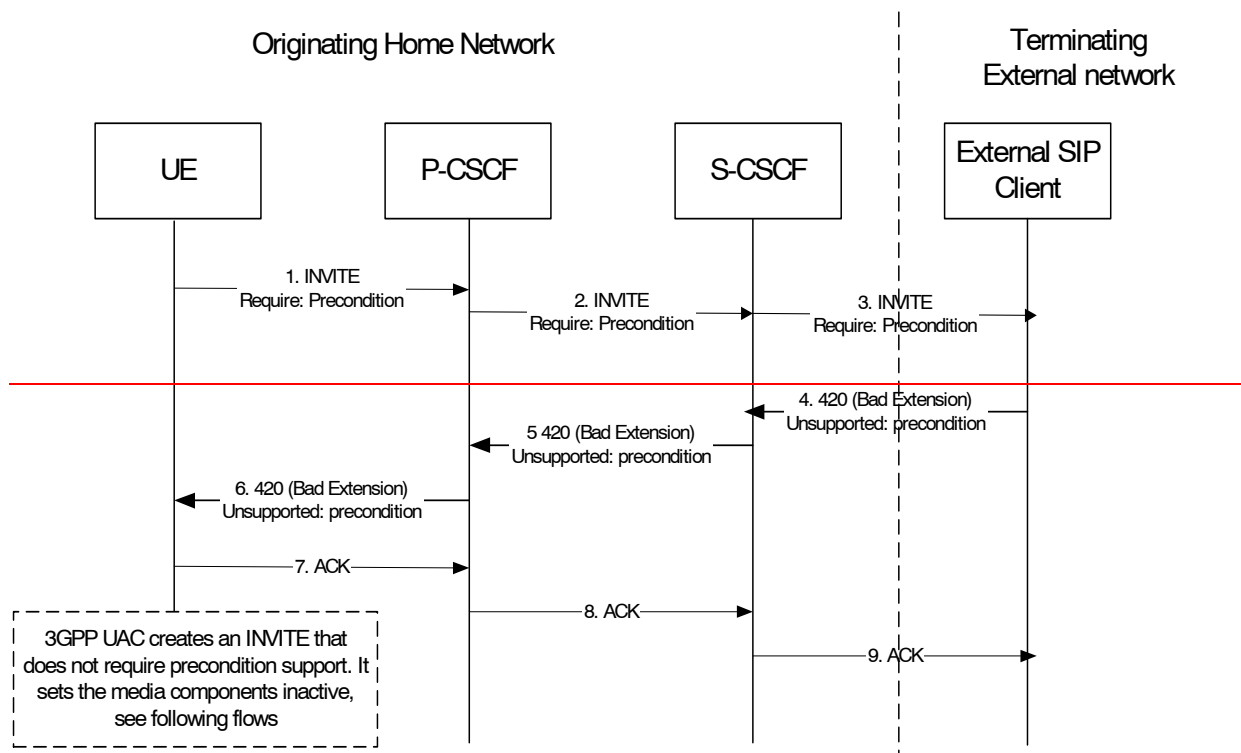 Originating Home Network
Terminating
External network
UE
P-CSCF
S-CSCF
External SIP
Client
1. INVITE
Require: Precondition
2. INVITE
Require: Precondition
3. INVITE
Require: Precondition
4. 420 (Bad Extension)
Unsupported: precondition
5 420 (Bad Extension)
Unsupported: precondition
6. 420 (Bad Extension)
Unsupported: precondition
7. ACK
8. ACK
9. ACK
3GPP UAC creates an INVITE that
does not require precondition support. It
sets the media components inactive,
see following flows